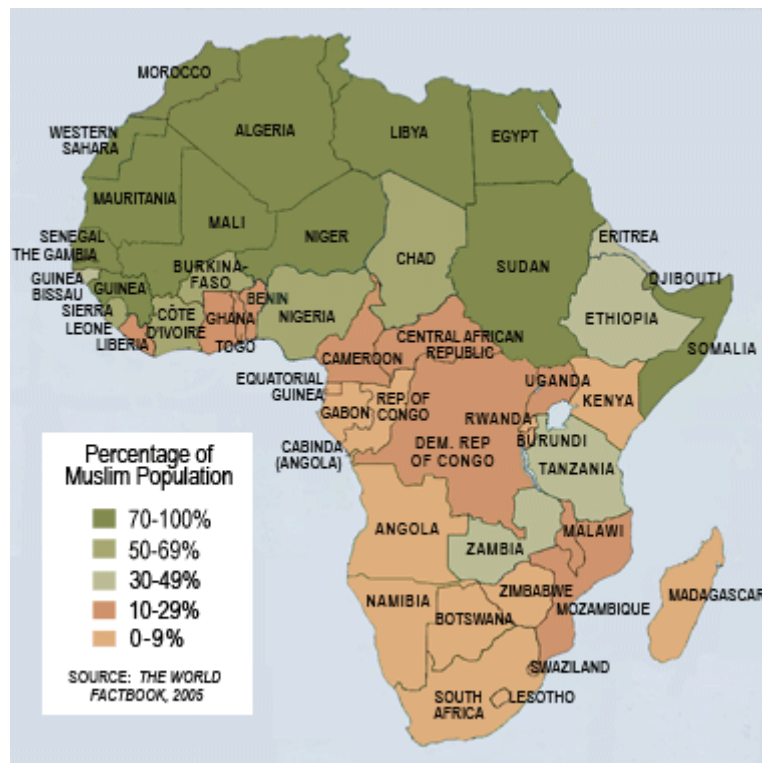 MOROCCO
ALGERIA
LIBYA
EGYPT
WESTERN
SAHARA
MAURITANIA
MALI
NIGER
CHAD
SUDAN
ERITREA
SENEGAL
THE GAMBIA
GUINEA
BISSAU
GUINEA
BURKINA-
FASO
BENIN
NIGERIA
DJIBOUTI
ETHIOPIA
SOMALIA
SIERRA
LEONE
LIBERIA
CÔTE
D'IVOIRE
GHANA
TOGO
CAMEROON
CENTRAL AFRICAN
REPUBLIC
EQUATORIAL
GUINEA
GABON
REP. OF
CONGO
UGANDA
KENYA
RWANDA
BURUNDI
CABINDA
(ANGOLA)
DEM. REP
OF CONGO
TANZANIA
ANGOLA
ZAMBIA
MALAWI
NAMIBIA
BOTSWANA
ZIMBABWE
MOZAMBIQUE
MADAGASCAR
SWAZILAND
LESOTHO
SOUTH
AFRICA
Percentage of
Muslim Population
70-100%
50-69%
30-49%
10-29%
0-9%
SOURCE: THE WORLD
FACTBOOK, 2005